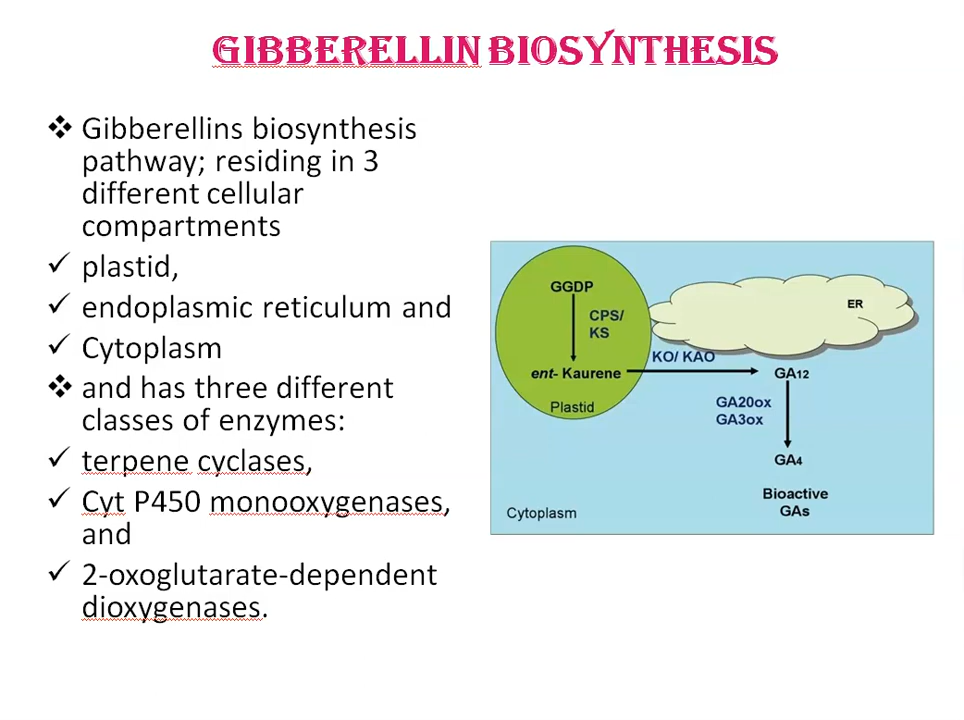 GIBBERELLIN BIOSYNTHESIS
❖ Gibberellins biosynthesis
pathway; residing in 3
different cellular
compartments
✓ plastid,
✓ endoplasmic reticulum and
✓ Cytoplasm
❖ and has three different
classes of enzymes:
✓ terpene cyclases,
✓ Cyt P450 monooxygenases,
and
✓ 2-oxoglutarate-dependent
dioxygenases.
GGDP
CPS/
KS
ent- Kaurene
Plastid
ER
KO/ KAO
GA12
GA20ox
GA3ox
GA4
Bioactive
GAs
Cytoplasm